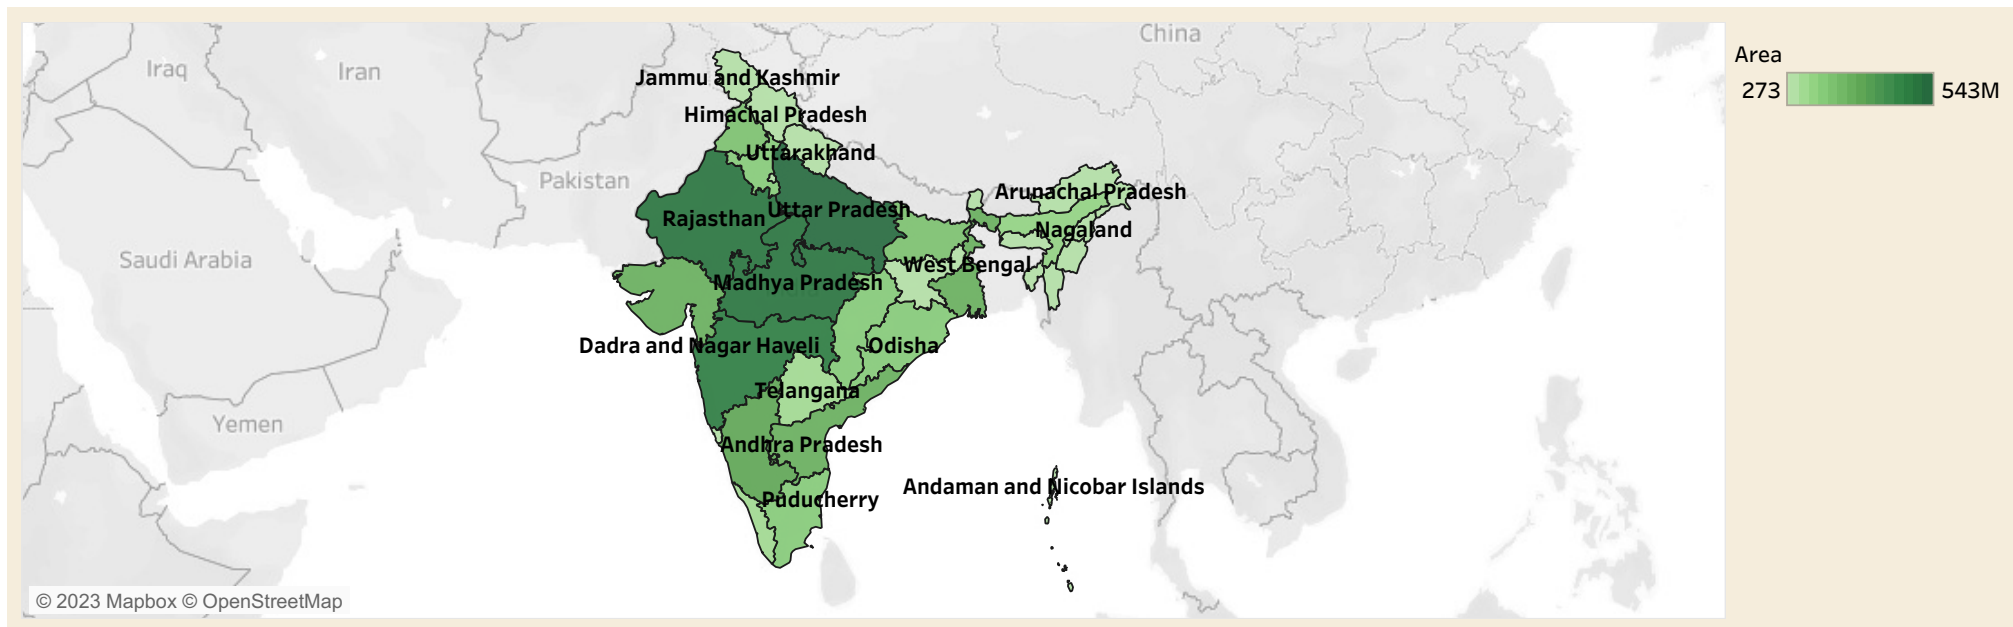 China
Iraq
Iran
Jammu and Kashmir
Himachal Pradesh
Uttarakhand
Pakistan
Arunachal Pradesh
Uttar Pradesh
Rajasthan
Nagaland
Saudi Arabia
West Bengal
Madhya Pradesh
Dadra and Nagar Haveli
Odisha
Telangana
Yemen
Andhra Pradesh
Andaman and Nicobar Islands
Puducherry
© 2023 Mapbox © OpenStreetMap
Area
273 543M